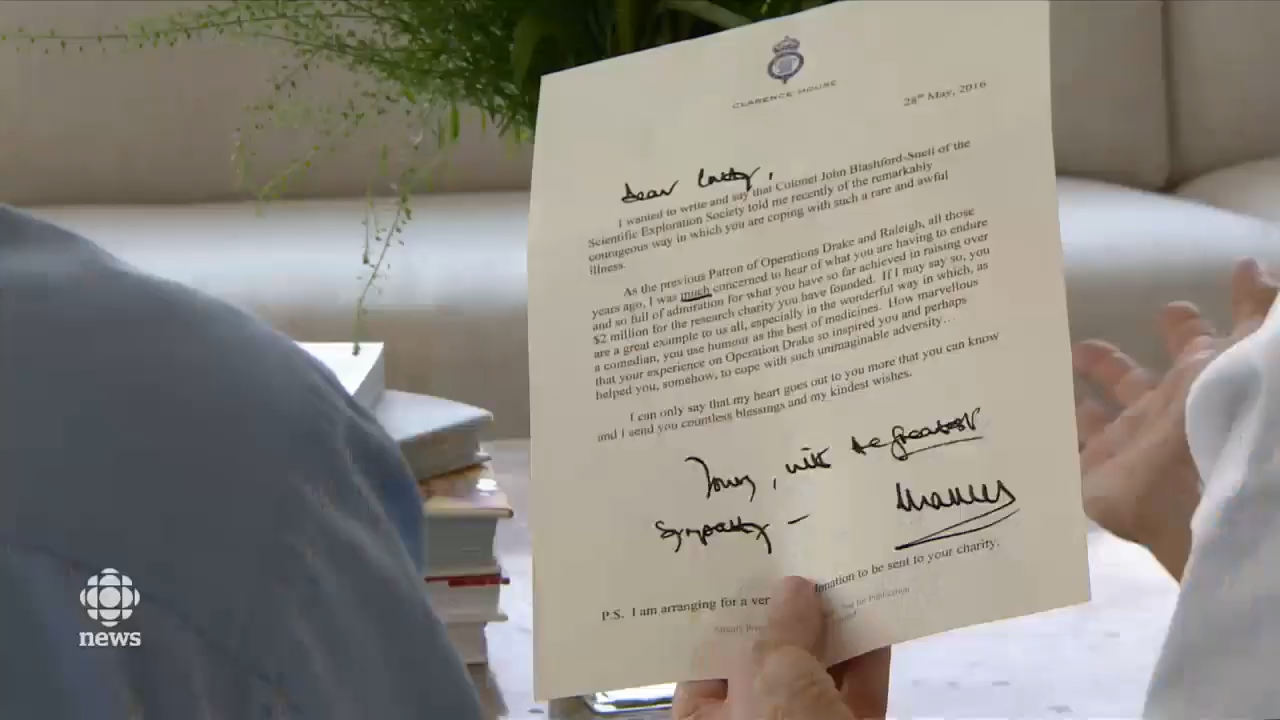 CLARENCE HOUSE
28th May, 2016
Dear Cathy,
I wanted to write and say that Colonel John Blashford-Snell of the
Scientific Exploration Society told me recently of the remarkably
courageous way in which you are coping with such a rare and awful
illness.
As the previous Patron of Operations Drake and Raleigh, all those
years ago, I was much concerned to hear of what you are having to endure
and so full of admiration for what you have so far achieved in raising over
$2 million for the research charity you have founded. If I may say so, you
are a great example to us all, especially in the wonderful way in which, as
a comedian, you use humour as the best of medicines. How marvellous
that your experience on Operation Drake so inspired you and perhaps
helped you, somehow, to cope with such unimaginable adversity…
I can only say that my heart goes out to you more that you can know
and I send you countless blessings and my kindest wishes.
Yours, with the greatest
sympathy –
Charles
P.S. I am arranging for a ver donation to be sent to your charity.
for Publication
news